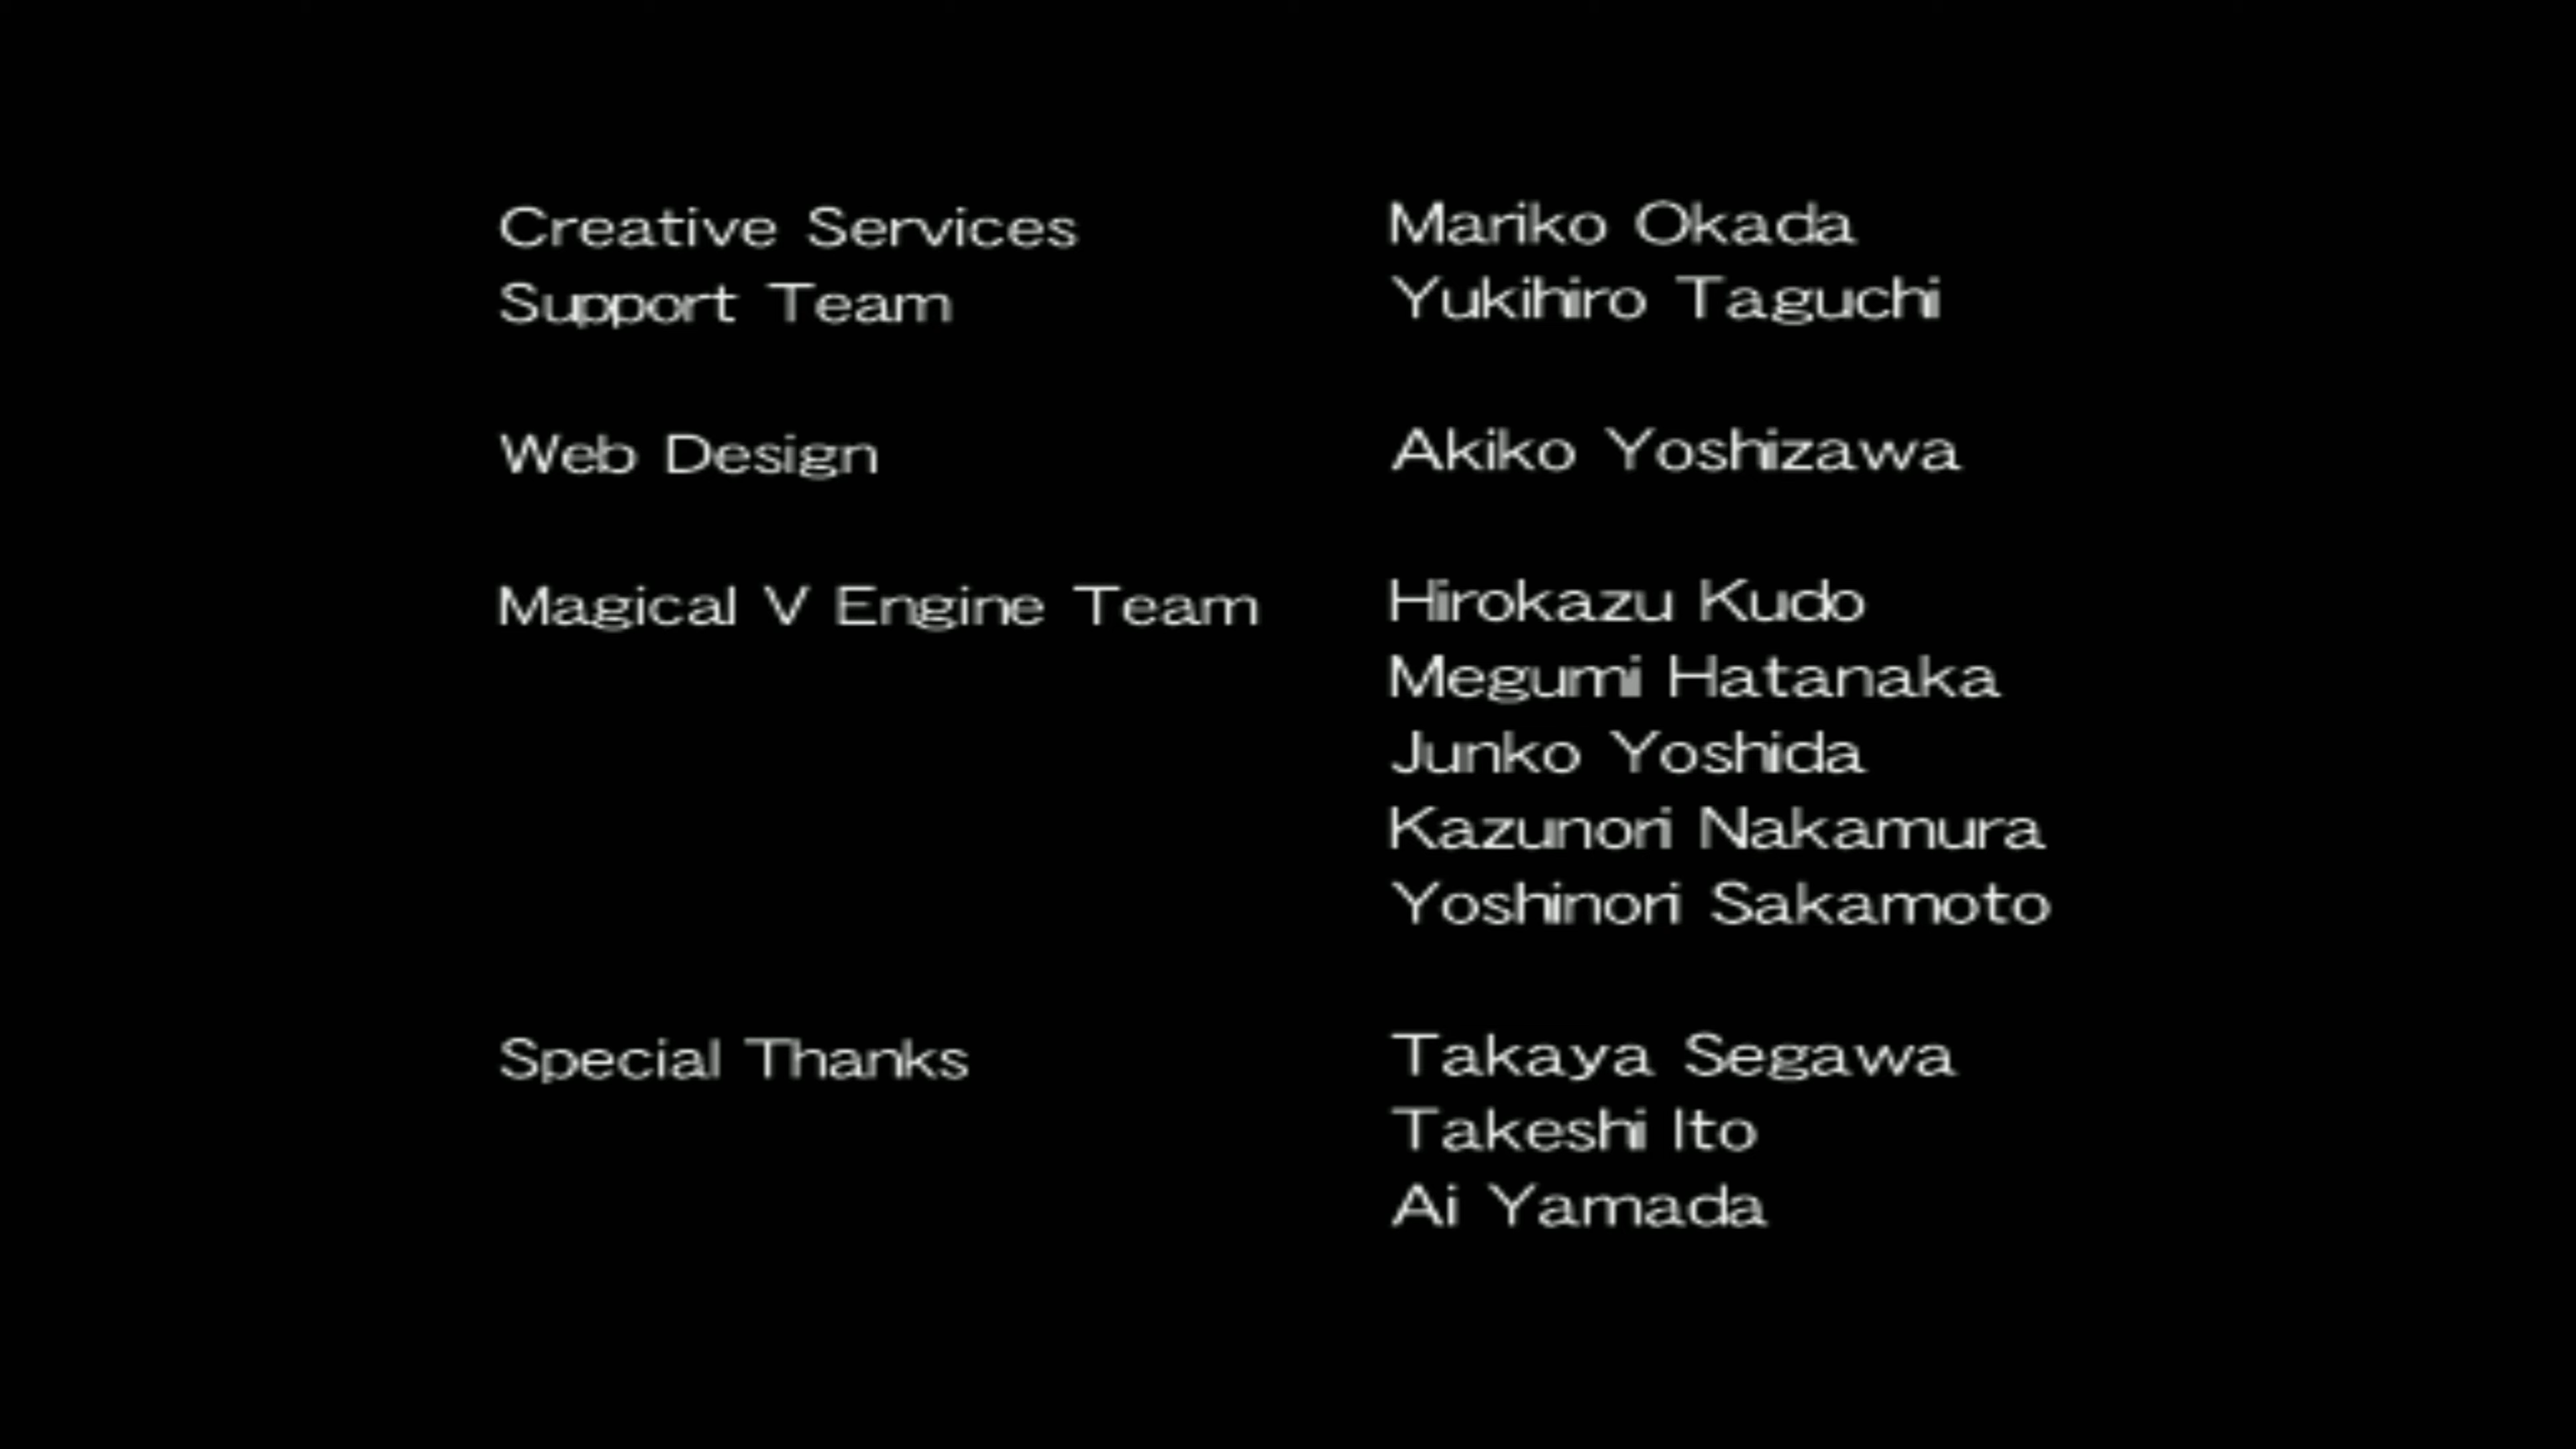 Creative Services Mariko Okada
Support Team Yukihiro Taguchi
Web Design Akiko Yoshizawa
Magical V Engine Team Hirokazu Kudo
Megumi Hatanaka
Junko Yoshida
Kazunori Nakamura
Yoshinori Sakamoto
Special Thanks Takaya Segawa
Takeshi Ito
Ai Yamada